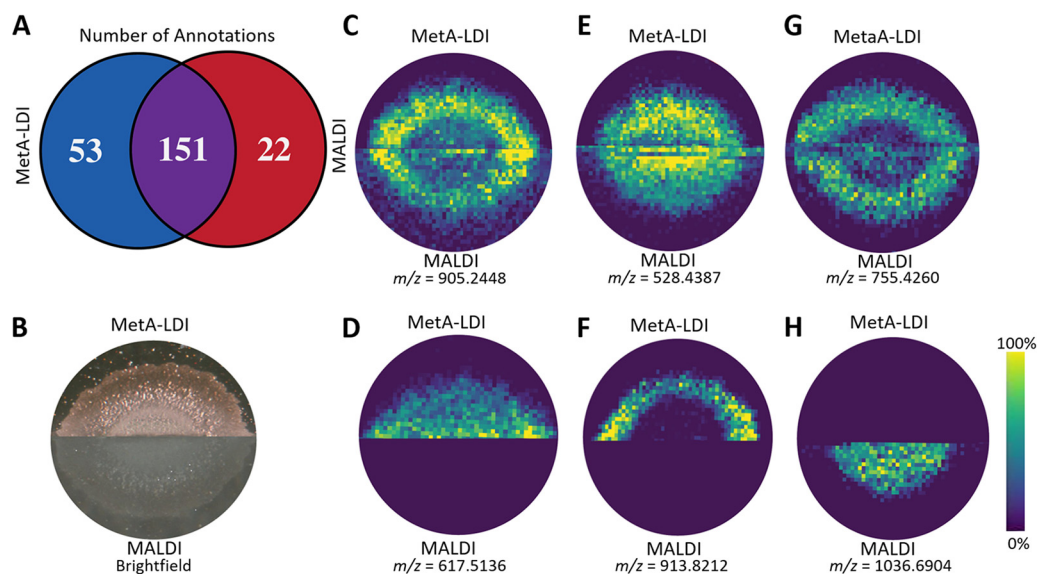 A
Number of Annotations
MetA-LDI
53
151
22
MALDI
C
MetA-LDI
MALDI
m/z = 905.2448
E
MetA-LDI
MALDI
m/z = 528.4387
G
MetaA-LDI
MALDI
m/z = 755.4260
B
MetA-LDI
MALDI
Brightfield
D
MetA-LDI
MALDI
m/z = 617.5136
F
MetA-LDI
MALDI
m/z = 913.8212
H
MetA-LDI
MALDI
m/z = 1036.6904
100%
0%